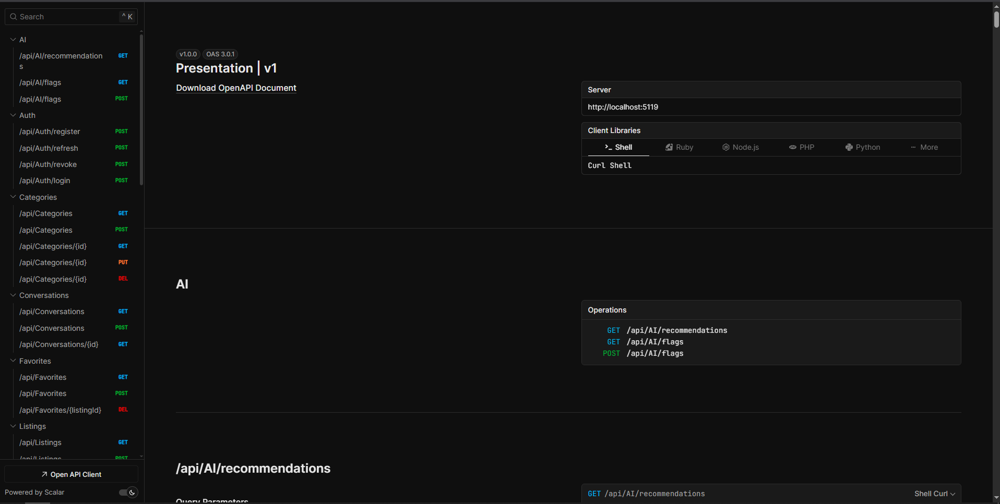 Search
^ K
AI
/api/AI/recommendation
s
GET
/api/AI/flags
GET
/api/AI/flags
POST
Auth
/api/Auth/register
POST
/api/Auth/refresh
POST
/api/Auth/revoke
POST
/api/Auth/login
POST
Categories
/api/Categories
GET
/api/Categories
POST
/api/Categories/{id}
GET
/api/Categories/{id}
PUT
/api/Categories/{id}
DEL
Conversations
/api/Conversations
GET
/api/Conversations
POST
/api/Conversations/{id}
GET
Favorites
/api/Favorites
GET
/api/Favorites
POST
/api/Favorites/{listingId}
DEL
Listings
/api/Listings
GET
/api/Listings
POST
Open API Client
Powered by Scalar
v1.0.0
OAS 3.0.1
Presentation | v1
Download OpenAPI Document
Server
http://localhost:5119
Client Libraries
Shell
Ruby
Node.js
PHP
Python
More
Curl Shell
AI
Operations
GET /api/AI/recommendations
GET /api/AI/flags
POST /api/AI/flags
/api/AI/recommendations
Query Parameters
GET /api/AI/recommendations
Shell Curl